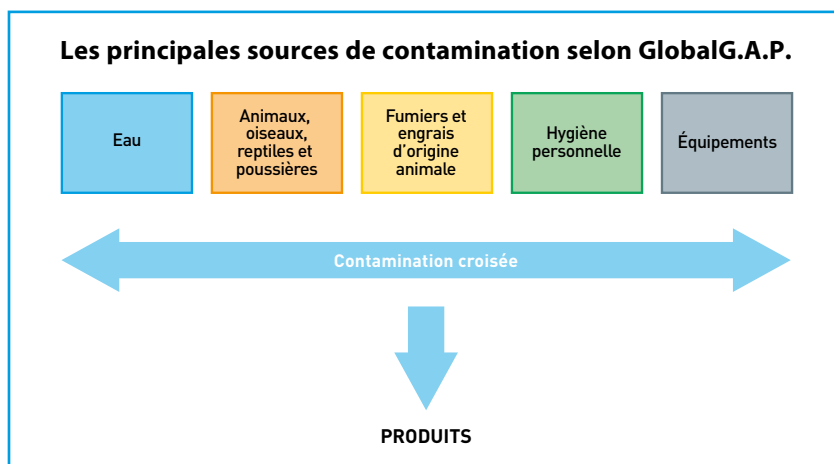 Les principales sources de contamination selon GlobalG.A.P.
Eau
Animaux,
oiseaux,
reptiles et
poussières
Fumiers et
engrais
d'origine
animale
Hygiène
personnelle
Équipements
Contamination croisée
PRODUITS